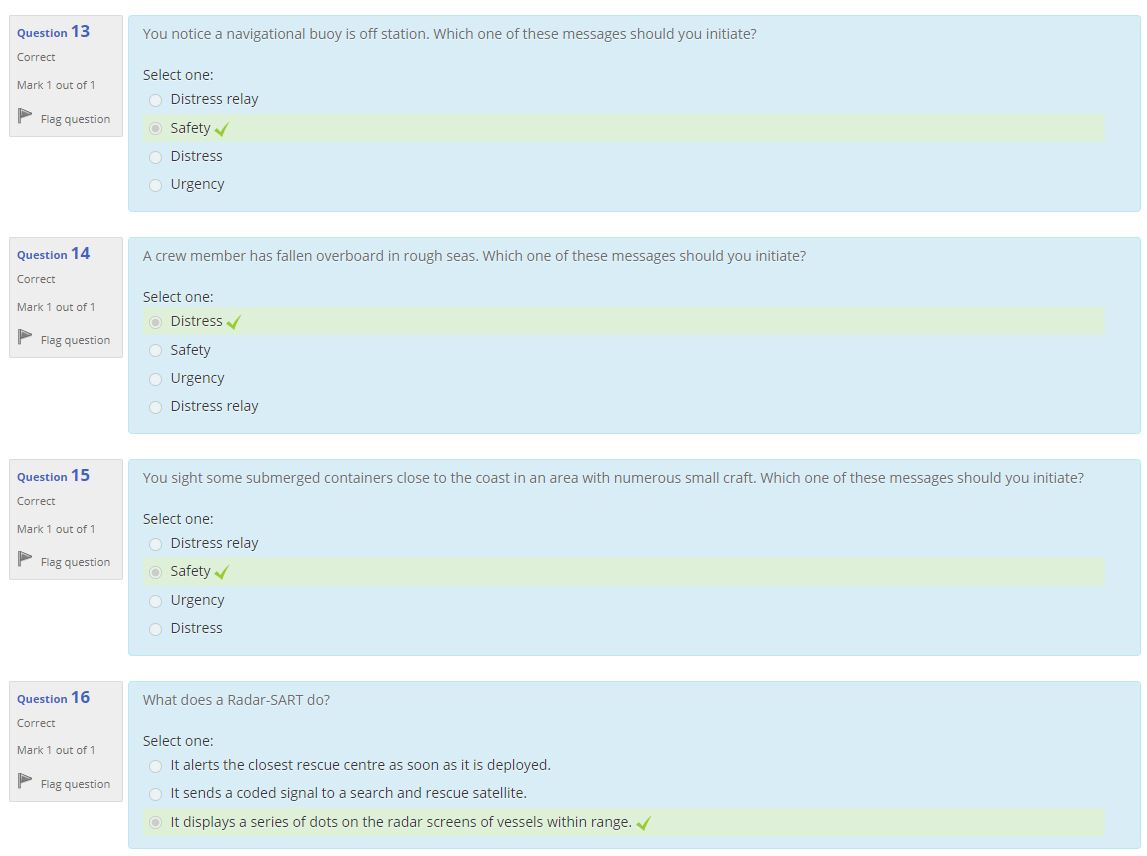 Question 13
Correct
Mark 1 out of 1
Flag question
You notice a navigational buoy is off station. Which one of these messages should you initiate?
Select one:
Distress relay
Safety
Distress
Urgency
Question 14
Correct
Mark 1 out of 1
Flag question
A crew member has fallen overboard in rough seas. Which one of these messages should you initiate?
Select one:
Distress
Safety
Urgency
Distress relay
Question 15
Correct
Mark 1 out of 1
Flag question
You sight some submerged containers close to the coast in an area with numerous small craft. Which one of these messages should you initiate?
Select one:
Distress relay
Safety
Urgency
Distress
Question 16
Correct
Mark 1 out of 1
Flag question
What does a Radar-SART do?
Select one:
It alerts the closest rescue centre as soon as it is deployed.
It sends a coded signal to a search and rescue satellite.
It displays a series of dots on the radar screens of vessels within range.